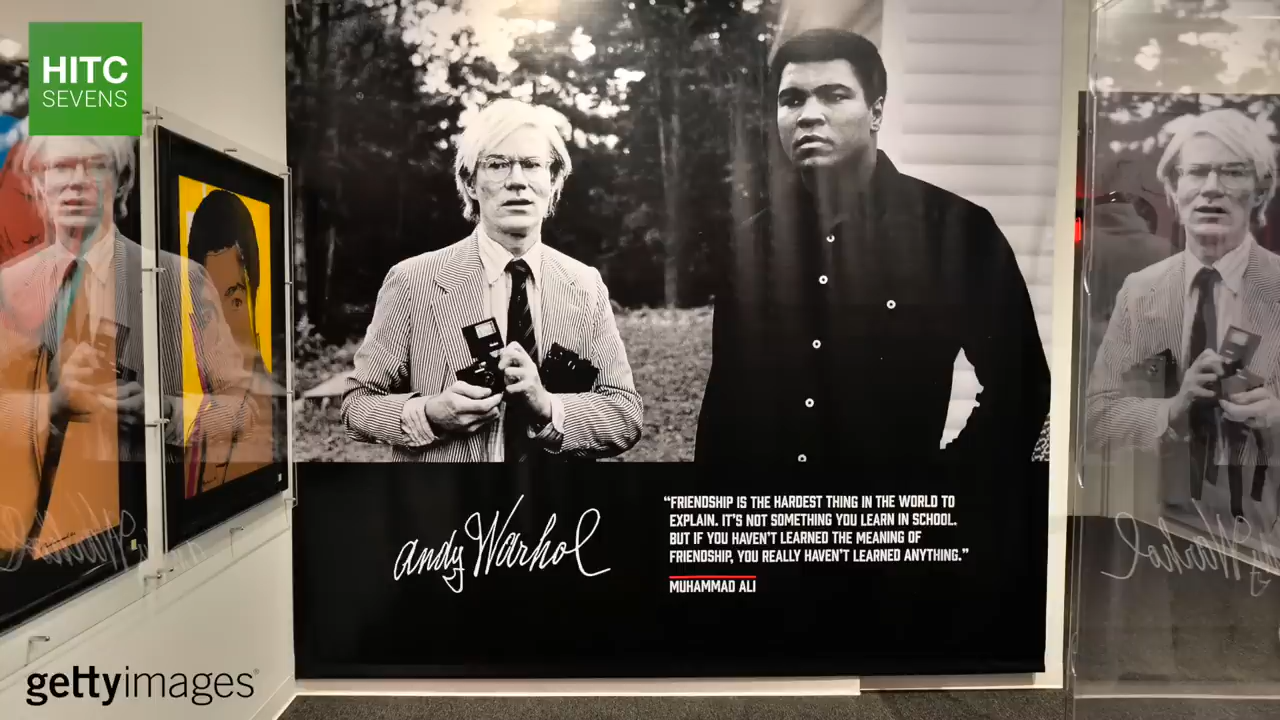 HITC
SEVENS
andy Warhol
“FRIENDSHIP IS THE HARDEST THING IN THE WORLD TO
EXPLAIN. IT’S NOT SOMETHING YOU LEARN IN SCHOOL.
BUT IF YOU HAVEN’T LEARNED THE MEANING OF
FRIENDSHIP, YOU REALLY HAVEN’T LEARNED ANYTHING.”
MUHAMMAD ALI
gettyimages®